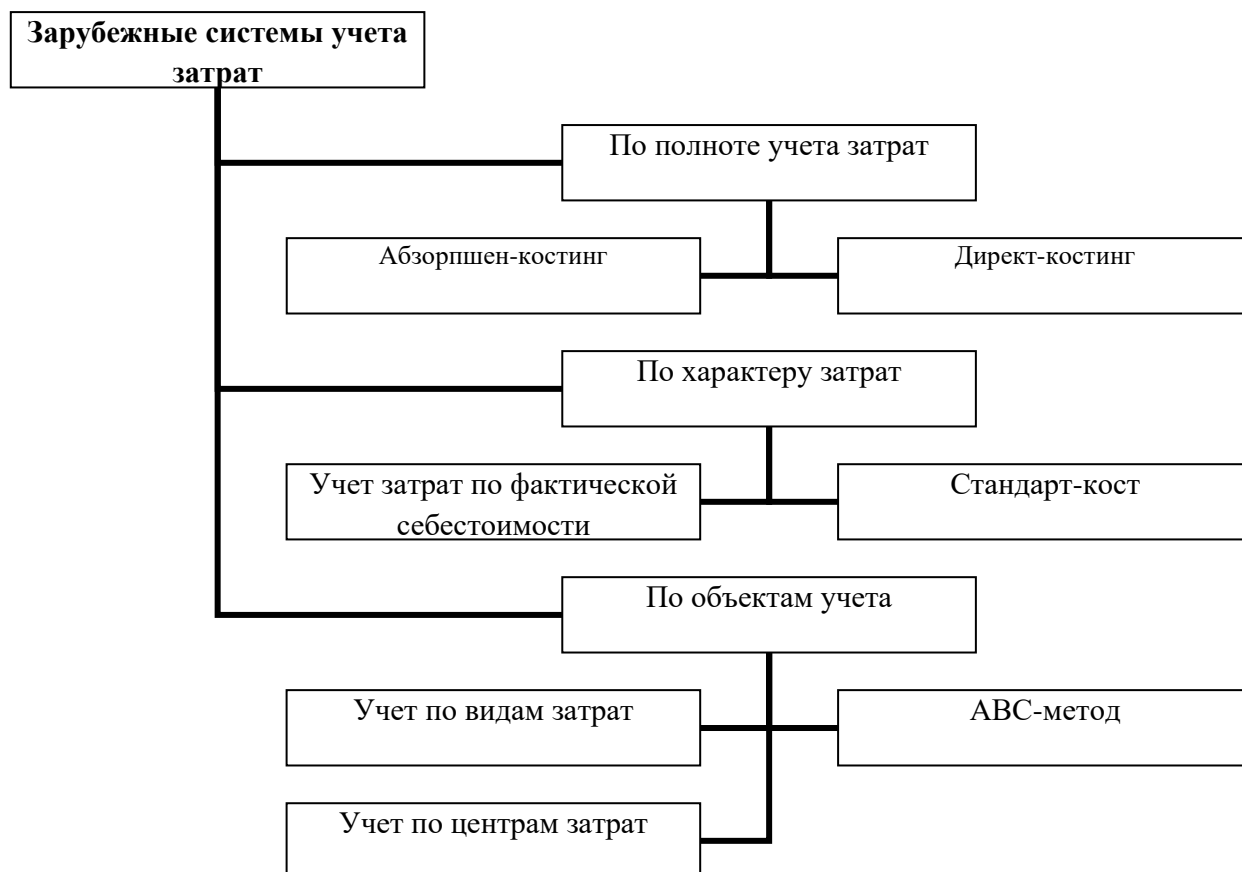 Зарубежные системы учета
затрат
По полноте учета затрат
Абзорпшен-костинг
Директ-костинг
По характеру затрат
Учет затрат по фактической
себестоимости
Стандарт-кост
По объектам учета
Учет по видам затрат
АВС-метод
Учет по центрам затрат